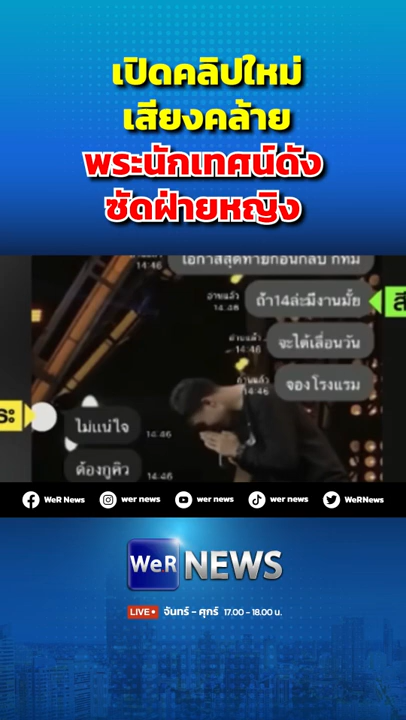 เปิดคลิปใหม่
เสียงคล้าย
พระนักเทศน์ดัง
ซัดฝ่ายหญิง
14:46
โอกาสสุดท้ายก่อนกลับ กทม
อ่านแล้ว
14:46
ถ้า14ล่ะมีงานมั้ย
อ่านแล้ว
14:46
จะได้เลื่อนวัน
อ่านแล้ว
14:46
จองโรงแรม
ระ
ไม่แน่ใจ
14:46
ต้องดูคิว
14:46
WeR News
wer news
wer news
wer news
WeRNews
WeR NEWS
LIVE
จันทร์ - ศุกร์ 17.00 - 18.00 น.